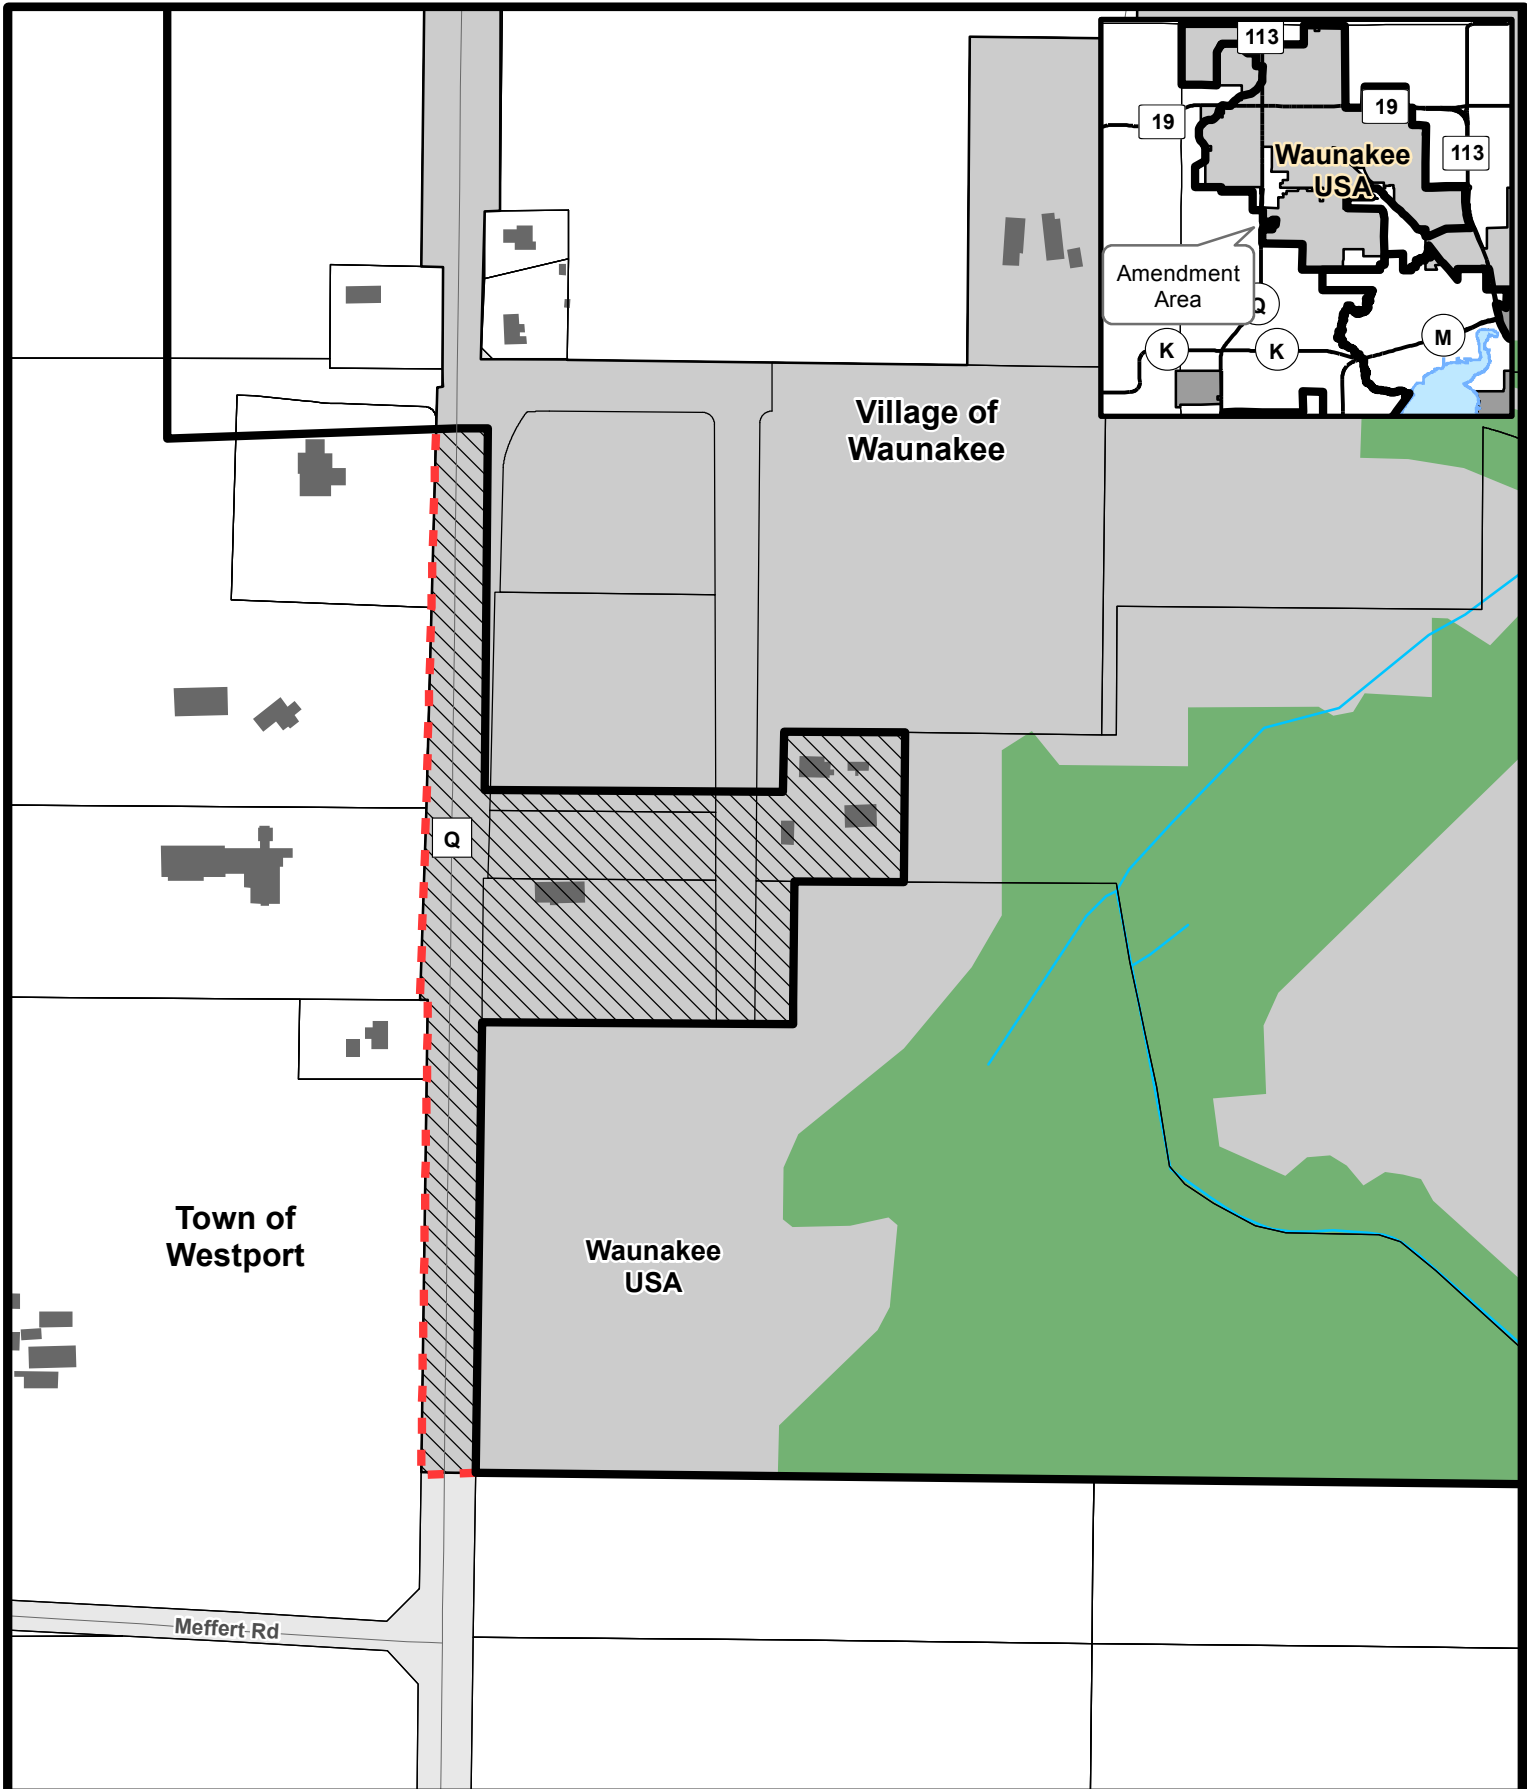 113
19
19
113
Waunakee
USA
Amendment
Area
Q
K
K
M
Village of
Waunakee
Q
Town of
Westport
Waunakee
USA
Meffert Rd